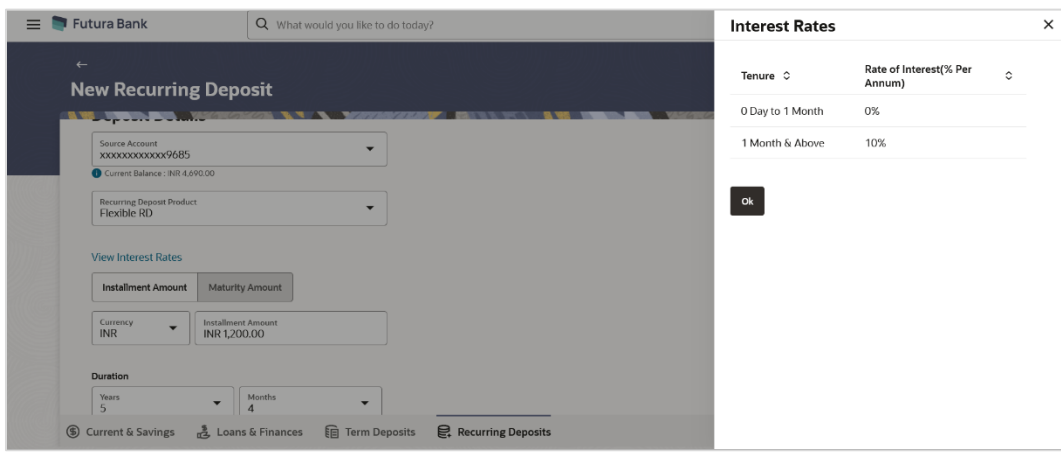 Futura Bank
What would you like to do today?
New Recurring Deposit
Deposit Details
Source Account
xxxxxxxxxxxx9685
Current Balance : INR 4,690.00
Recurring Deposit Product
Flexible RD
View Interest Rates
Installment Amount
Maturity Amount
Currency
INR
Installment Amount
INR 1,200.00
Duration
Years
5
Months
4
Current & Savings
Loans & Finances
Term Deposits
Recurring Deposits
Interest Rates
Tenure
Rate of Interest(% Per
Annum)
0 Day to 1 Month
0%
1 Month & Above
10%
Ok